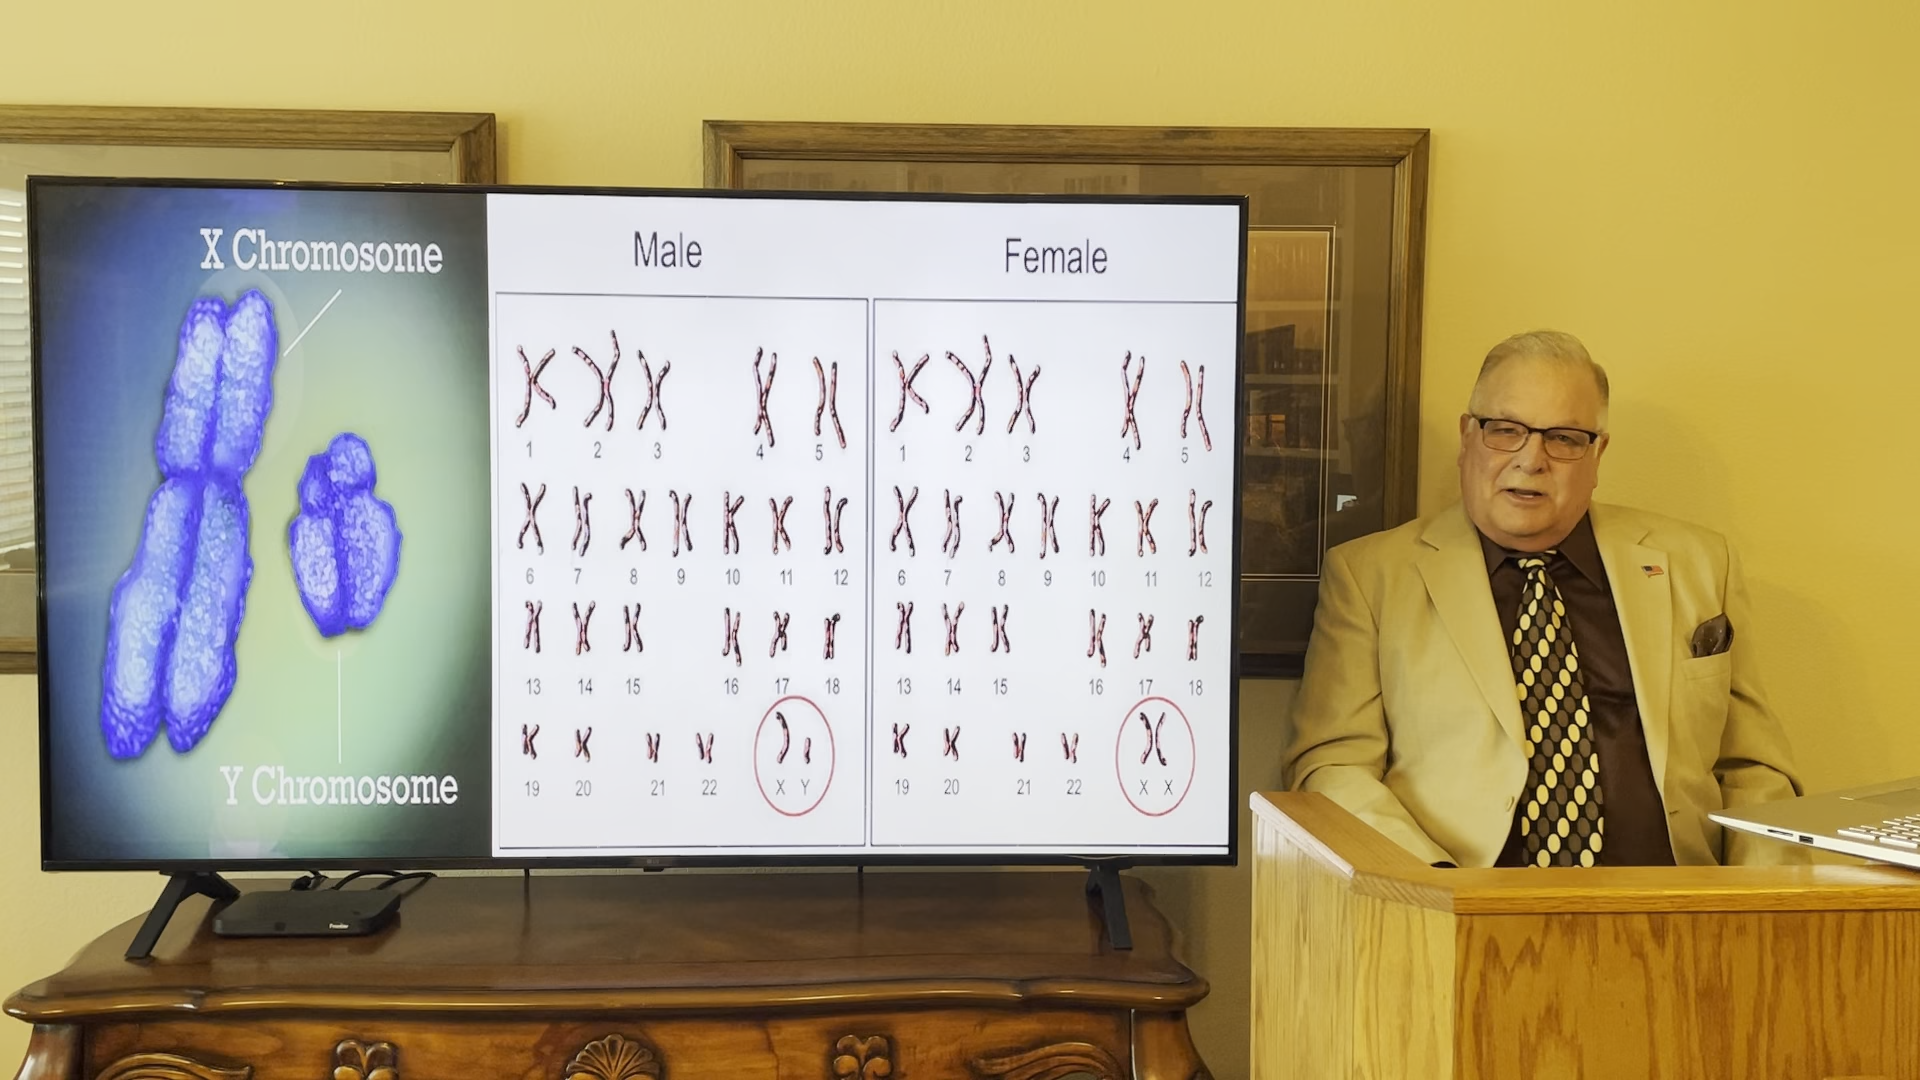 X Chromosome
Y Chromosome
Male
1 2 3 4 5
6 7 8 9 10 11 12
13 14 15 16 17 18
19 20 21 22 X Y
Female
1 2 3 4 5
6 7 8 9 10 11 12
13 14 15 16 17 18
19 20 21 22 X X
LG